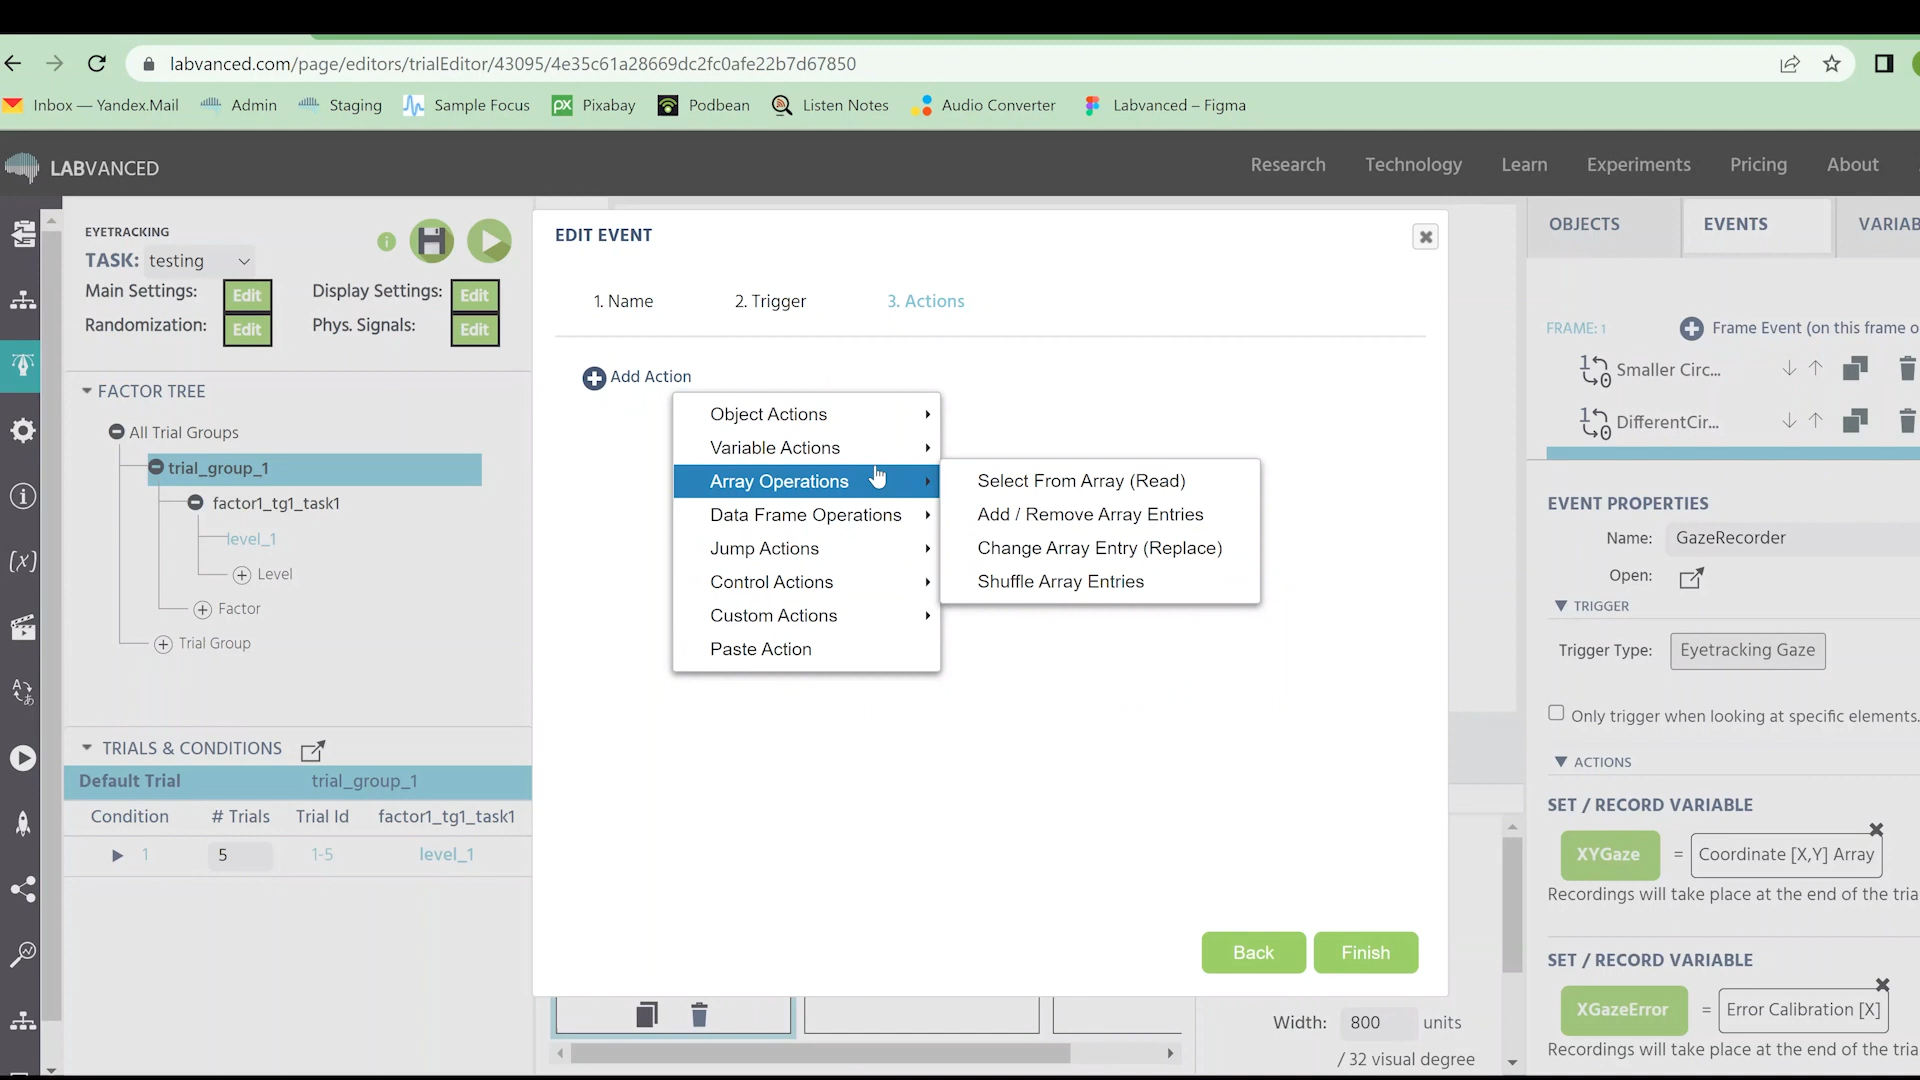 labvanced.com/page/editors/trialEditor/43095/4e35c61a28669dc2fc0afe22b7d67850
Inbox — Yandex.Mail
Admin
Staging
Sample Focus
px
Pixabay
Podbean
Listen Notes
Audio Converter
Labvanced – Figma
LABVANCED
Research
Technology
Learn
Experiments
Pricing
About
EYETRACKING
TASK: testing
Main Settings: Edit
Display Settings: Edit
Randomization: Edit
Phys. Signals: Edit
FACTOR TREE
All Trial Groups
trial_group_1
factor1_tg1_task1
level_1
Level
Factor
Trial Group
TRIALS & CONDITIONS
Default Trial trial_group_1
Condition # Trials Trial Id factor1_tg1_task1
1 5 1-5 level_1
EDIT EVENT
1. Name
2. Trigger
3. Actions
Add Action
Object Actions
Variable Actions
Array Operations
Data Frame Operations
Jump Actions
Control Actions
Custom Actions
Paste Action
Select From Array (Read)
Add / Remove Array Entries
Change Array Entry (Replace)
Shuffle Array Entries
Back
Finish
Width: 800 units
/ 32 visual degree
OBJECTS
EVENTS
VARIAB
FRAME: 1
Frame Event (on this frame o
Smaller Circ...
DifferentCir...
EVENT PROPERTIES
Name: GazeRecorder
Open:
TRIGGER
Trigger Type: Eyetracking Gaze
Only trigger when looking at specific elements.
ACTIONS
SET / RECORD VARIABLE
XYGaze = Coordinate [X,Y] Array
Recordings will take place at the end of the tria
SET / RECORD VARIABLE
XGazeError = Error Calibration [X]
Recordings will take place at the end of the tria